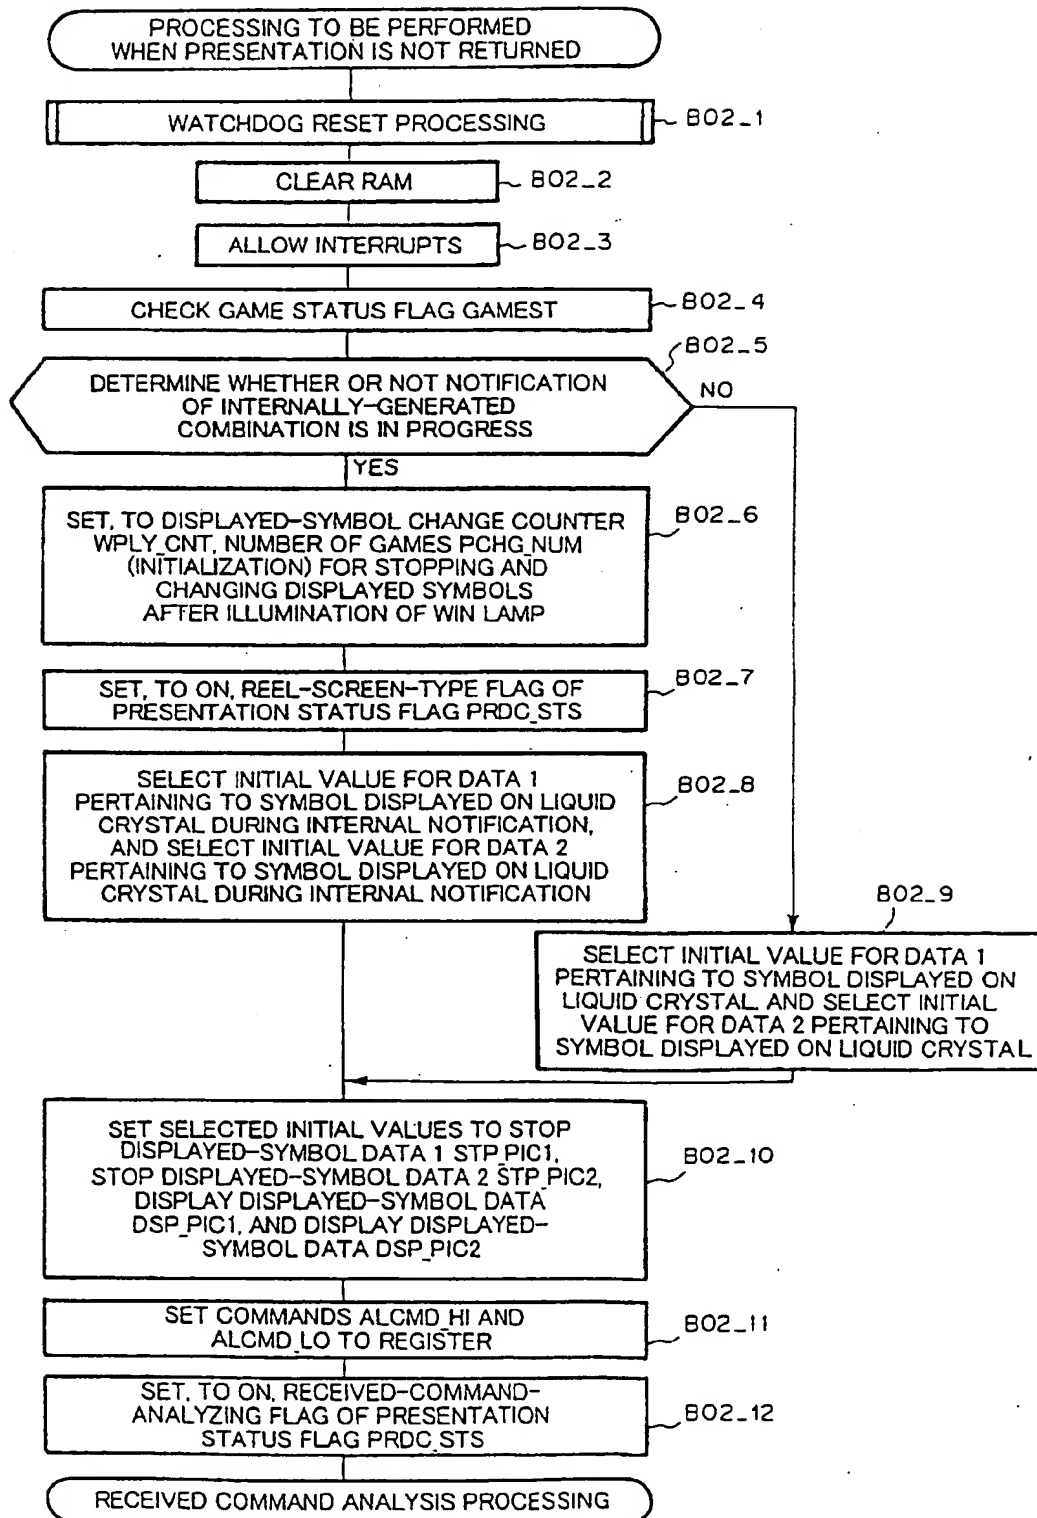 PROCESSING TO BE PERFORMED
WHEN PRESENTATION IS NOT RETURNED
WATCHDOG RESET PROCESSING
B02_1
CLEAR RAM
B02_2
ALLOW INTERRUPTS
B02_3
CHECK GAME STATUS FLAG GAMEST
B02_4
B02_5
DETERMINE WHETHER OR NOT NOTIFICATION
OF INTERNALLY-GENERATED
COMBINATION IS IN PROGRESS
NO
YES
SET, TO DISPLAYED-SYMBOL CHANGE COUNTER
WPLY_CNT, NUMBER OF GAMES PCHG_NUM
(INITIALIZATION) FOR STOPPING AND
CHANGING DISPLAYED SYMBOLS
AFTER ILLUMINATION OF WIN LAMP
B02_6
SET, TO ON, REEL-SCREEN-TYPE FLAG OF
PRESENTATION STATUS FLAG PRDC_STS
B02_7
SELECT INITIAL VALUE FOR DATA 1
PERTAINING TO SYMBOL DISPLAYED ON LIQUID
CRYSTAL DURING INTERNAL NOTIFICATION,
AND SELECT INITIAL VALUE FOR DATA 2
PERTAINING TO SYMBOL DISPLAYED ON LIQUID
CRYSTAL DURING INTERNAL NOTIFICATION
B02_8
B02_9
SELECT INITIAL VALUE FOR DATA 1
PERTAINING TO SYMBOL DISPLAYED ON
LIQUID CRYSTAL AND SELECT INITIAL
VALUE FOR DATA 2 PERTAINING TO
SYMBOL DISPLAYED ON LIQUID CRYSTAL
SET SELECTED INITIAL VALUES TO STOP
DISPLAYED-SYMBOL DATA 1 STP_PIC1,
STOP DISPLAYED-SYMBOL DATA 2 STP_PIC2,
DISPLAY DISPLAYED-SYMBOL DATA
DSP_PIC1, AND DISPLAY DISPLAYED-
SYMBOL DATA DSP_PIC2
B02_10
SET COMMANDS ALCMD_HI AND
ALCMD_LO TO REGISTER
B02_11
SET, TO ON, RECEIVED-COMMAND-
ANALYZING FLAG OF PRESENTATION
STATUS FLAG PRDC_STS
B02_12
RECEIVED COMMAND ANALYSIS PROCESSING